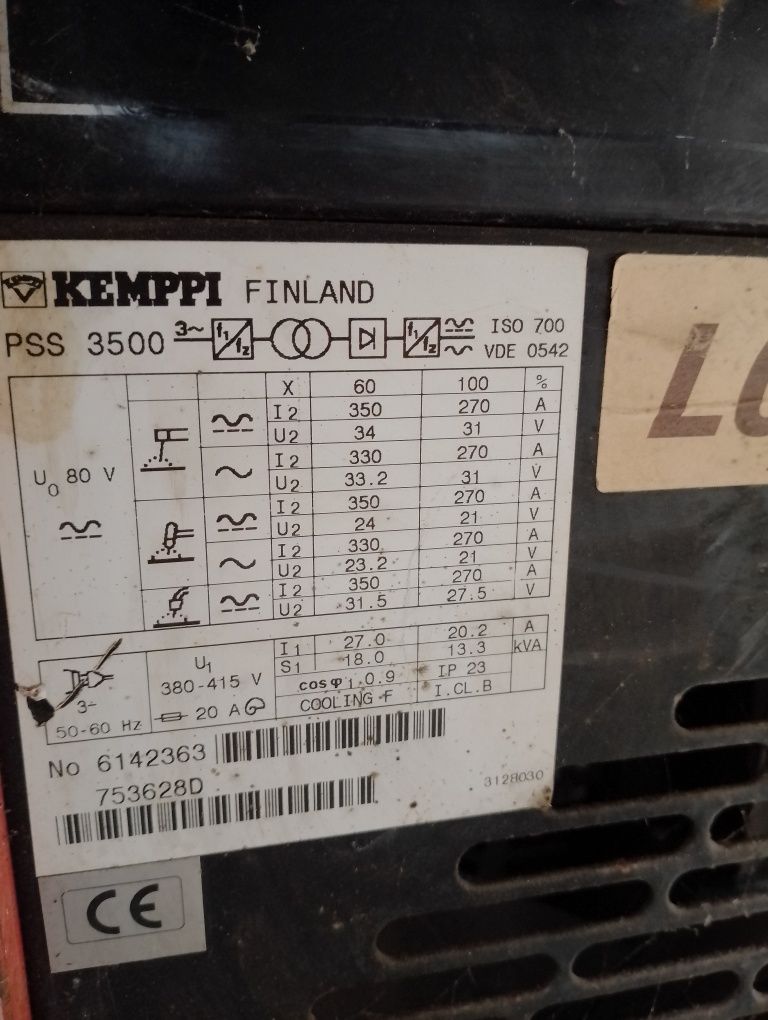 KEMPPI FINLAND
PSS 3500 3~ f1 f2 f1 f2 ISO 700
VDE 0542
X 60 100 %
U0 80 V
I2 350 270 A
U2 34 31 V
I2 330 270 A
U2 33.2 31 V
I2 350 270 A
U2 24 21 V
I2 330 270 A
U2 23.2 21 V
I2 350 270 A
U2 31.5 27.5 V
3~
50-60 Hz
U1
380-415 V
20 A
I1 27.0 20.2 A
S1 18.0 13.3 kVA
cosφ 0.9 IP 23
COOLING F I.CL.B
No 6142363
753628D
3128030
CE